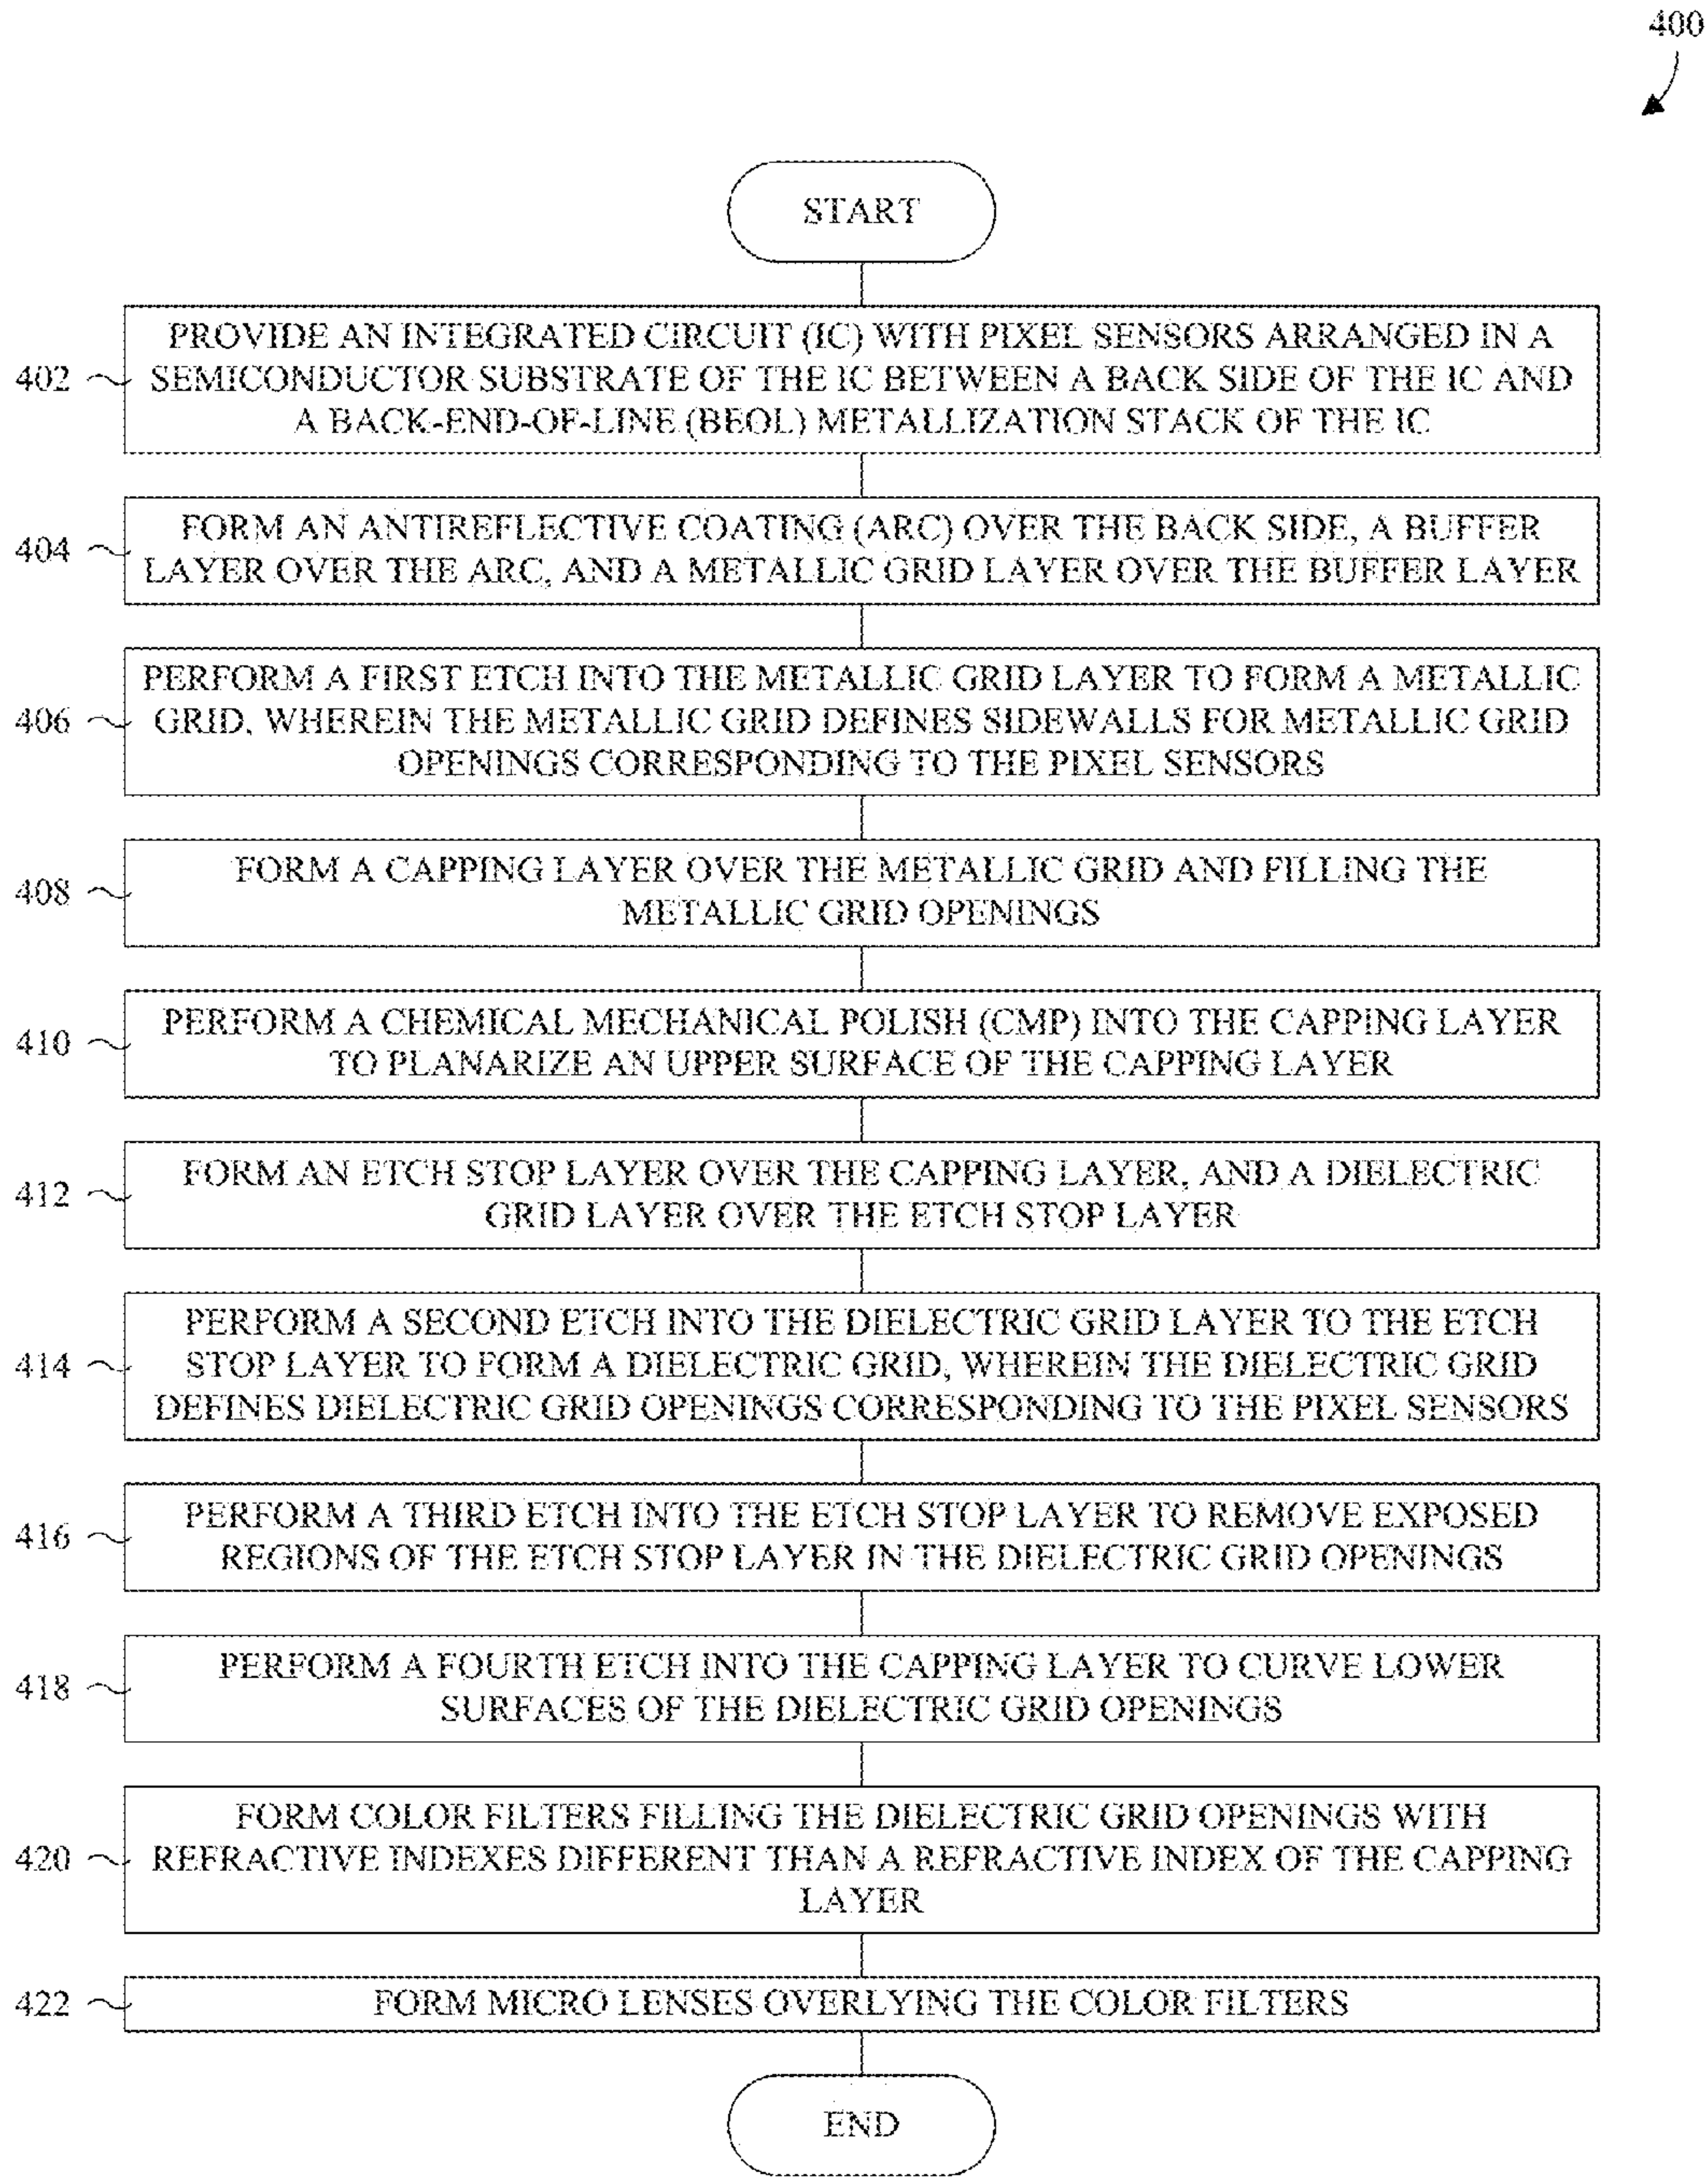 400
START
402
PROVIDE AN INTEGRATED CIRCUIT (IC) WITH PIXEL SENSORS ARRANGED IN A
SEMICONDUCTOR SUBSTRATE OF THE IC BETWEEN A BACK SIDE OF THE IC AND
A BACK-END-OF-LINE (BEOL) METALLIZATION STACK OF THE IC
404
FORM AN ANTIREFLECTIVE COATING (ARC) OVER THE BACK SIDE, A BUFFER
LAYER OVER THE ARC, AND A METALLIC GRID LAYER OVER THE BUFFER LAYER
406
PERFORM A FIRST ETCH INTO THE METALLIC GRID LAYER TO FORM A METALLIC
GRID, WHEREIN THE METALLIC GRID DEFINES SIDEWALLS FOR METALLIC GRID
OPENINGS CORRESPONDING TO THE PIXEL SENSORS
408
FORM A CAPPING LAYER OVER THE METALLIC GRID AND FILLING THE
METALLIC GRID OPENINGS
410
PERFORM A CHEMICAL MECHANICAL POLISH (CMP) INTO THE CAPPING LAYER
TO PLANARIZE AN UPPER SURFACE OF THE CAPPING LAYER
412
FORM AN ETCH STOP LAYER OVER THE CAPPING LAYER, AND A DIELECTRIC
GRID LAYER OVER THE ETCH STOP LAYER
414
PERFORM A SECOND ETCH INTO THE DIELECTRIC GRID LAYER TO THE ETCH
STOP LAYER TO FORM A DIELECTRIC GRID, WHEREIN THE DIELECTRIC GRID
DEFINES DIELECTRIC GRID OPENINGS CORRESPONDING TO THE PIXEL SENSORS
416
PERFORM A THIRD ETCH INTO THE ETCH STOP LAYER TO REMOVE EXPOSED
REGIONS OF THE ETCH STOP LAYER IN THE DIELECTRIC GRID OPENINGS
418
PERFORM A FOURTH ETCH INTO THE CAPPING LAYER TO CURVE LOWER
SURFACES OF THE DIELECTRIC GRID OPENINGS
420
FORM COLOR FILTERS FILLING THE DIELECTRIC GRID OPENINGS WITH
REFRACTIVE INDEXES DIFFERENT THAN A REFRACTIVE INDEX OF THE CAPPING
LAYER
422
FORM MICRO LENSES OVERLYING THE COLOR FILTERS
END